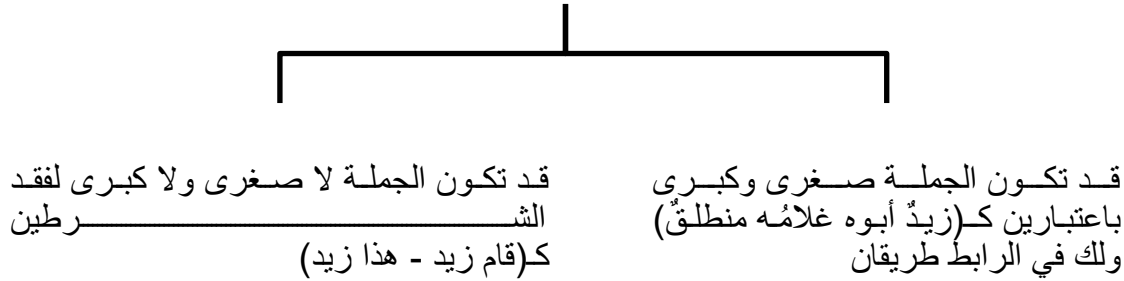 قد تكون الجملة صغرى وكبرى
باعتبارين كـ(زيدٌ أبوه غلامُه منطلقٌ)
ولك في الرابط طريقان
قد تكون الجملة لا صغرى ولا كبرى لفقد
الشرطين
كـ(قام زيد - هذا زيد)